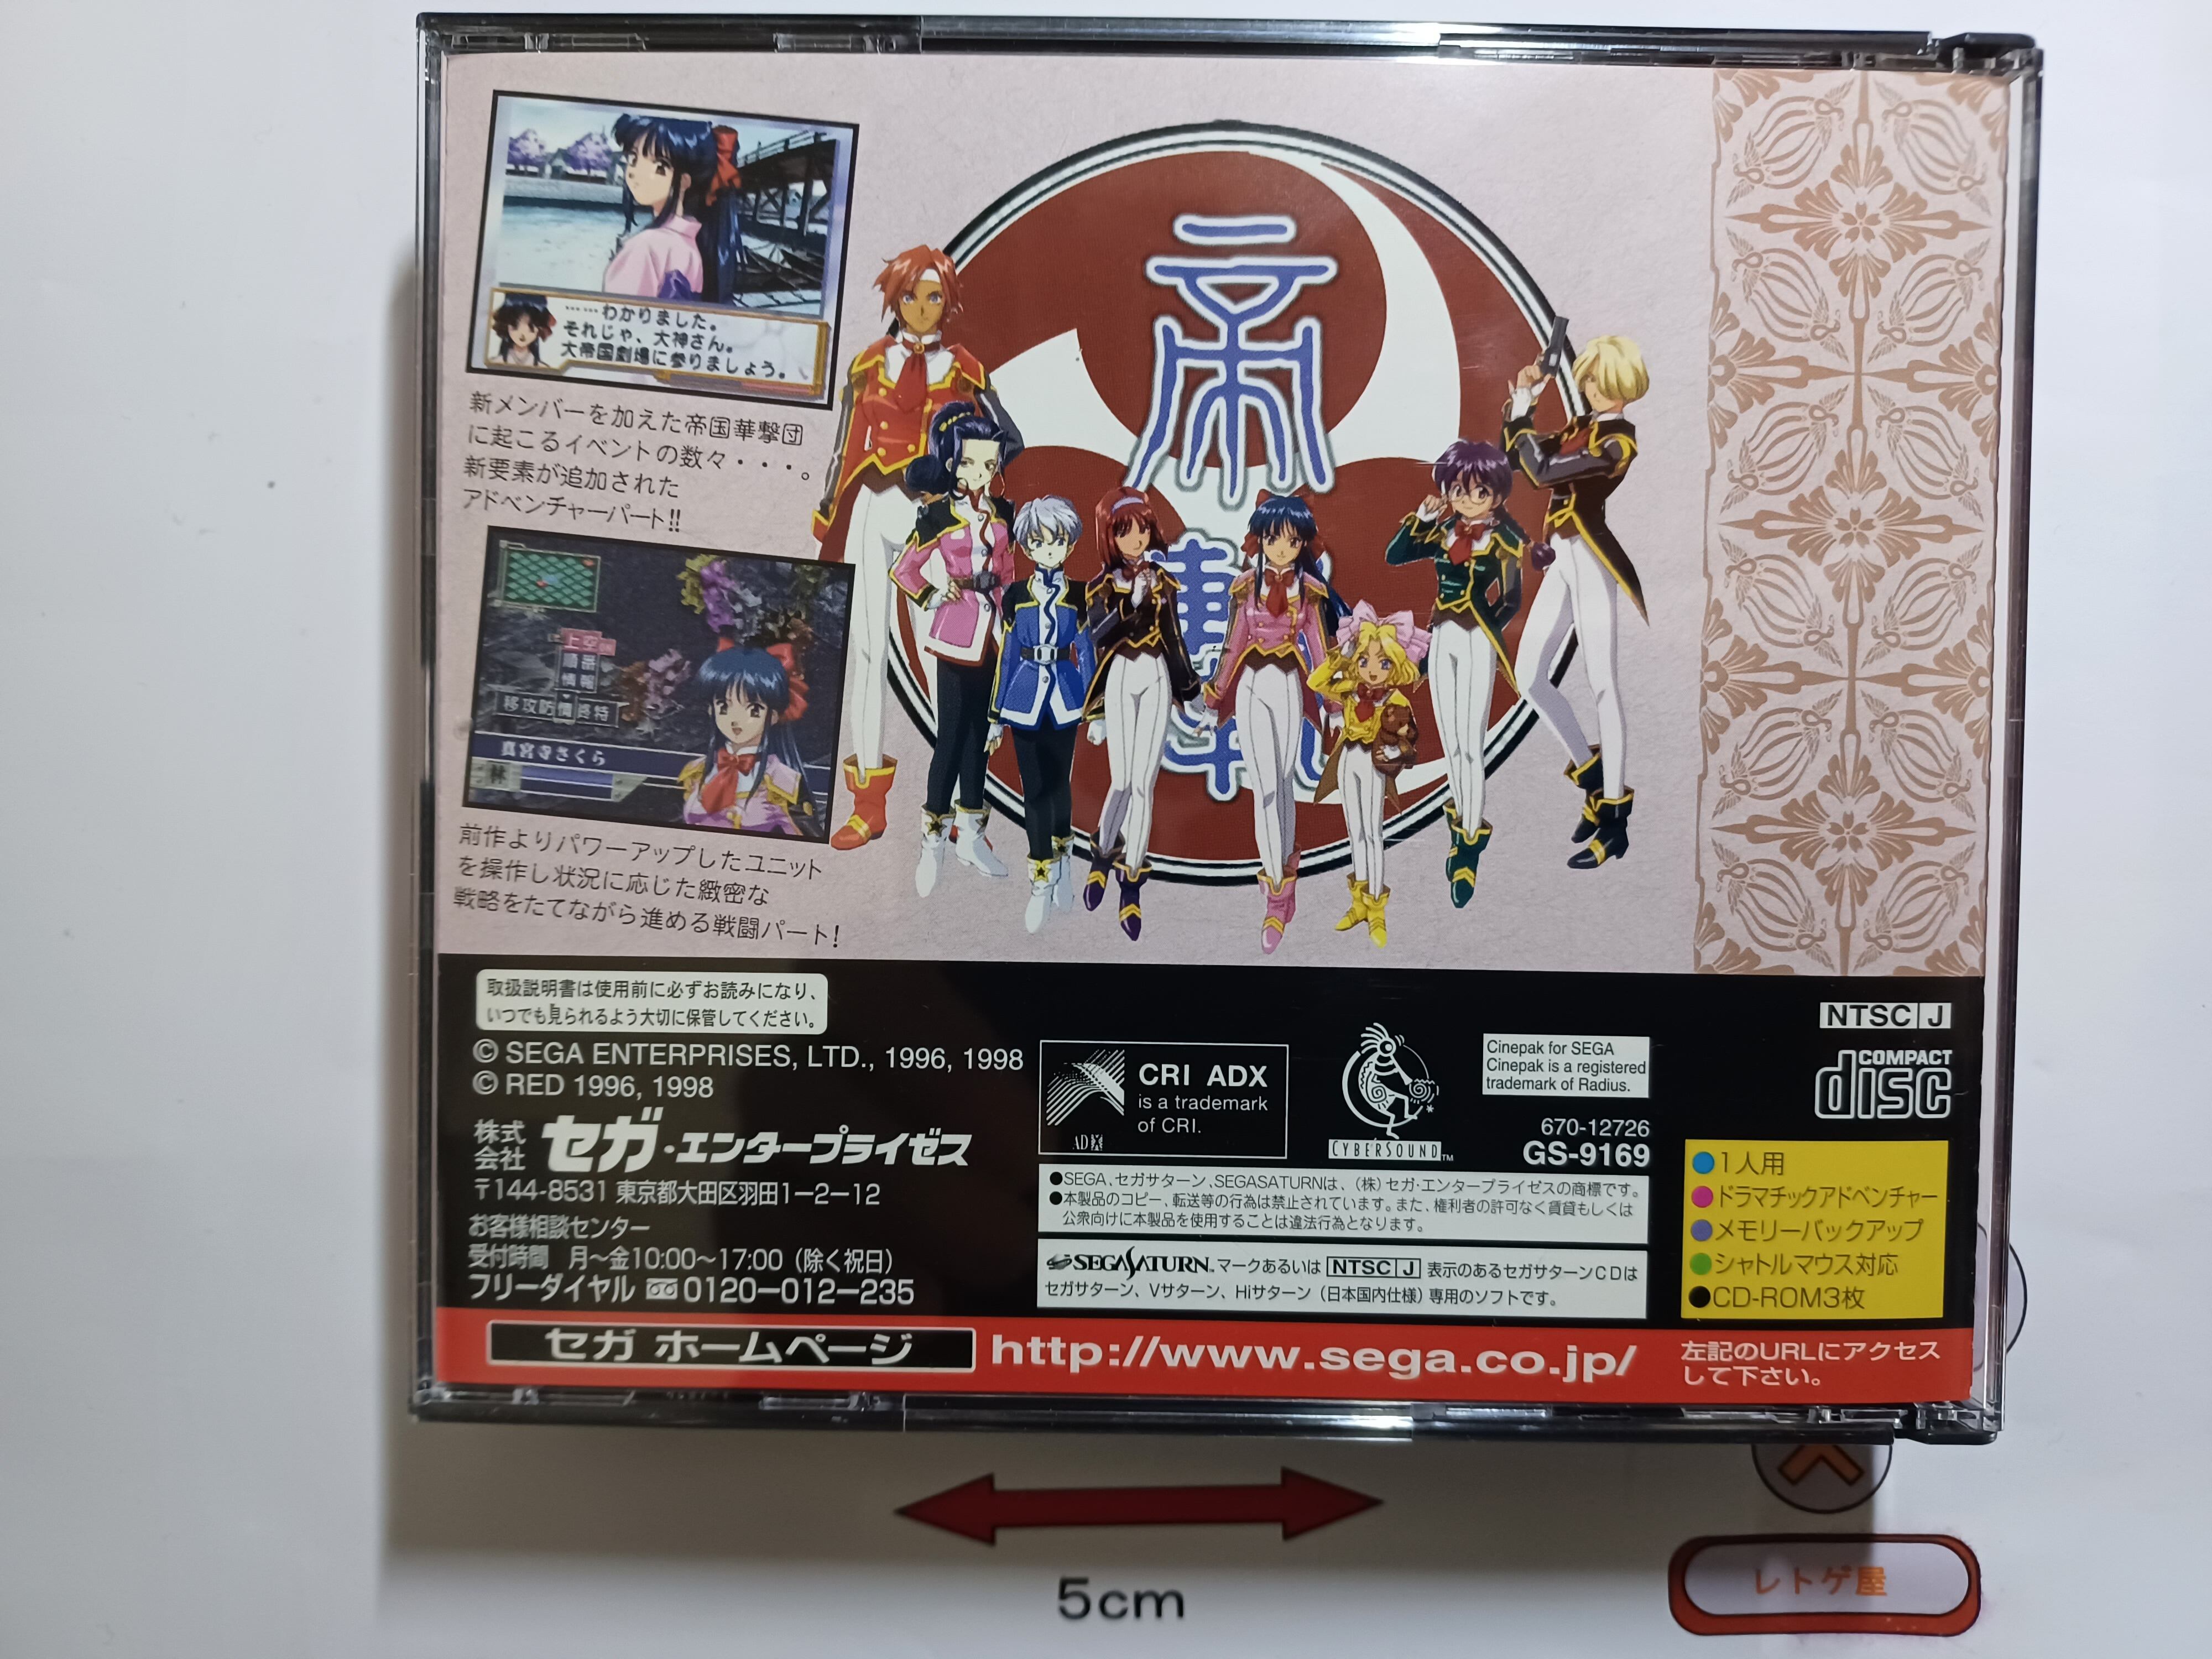 ……わかりました。
それじゃ、大神さん。
大帝国劇場に参りましょう。
新メンバーを加えた帝国華撃団
に起こるイベントの数々・・・。
新要素が追加された
アドベンチャーパート!!
上空
順番
情報
移攻防情終特
真宮寺さくら
林
前作よりパワーアップしたユニット
を操作し状況に応じた緻密な
戦略をたてながら進める戦闘パート!
帝
取扱説明書は使用前に必ずお読みになり、
いつでも見られるよう大切に保管してください。
© SEGA ENTERPRISES, LTD., 1996, 1998
© RED 1996, 1998
株式会社 セガ・エンタープライゼス
〒144-8531 東京都大田区羽田1-2-12
お客様相談センター
受付時間 月〜金10:00〜17:00（除く祝日）
フリーダイヤル 0120-012-235
CRI ADX
is a trademark
of CRI.
ADX
CYBERSOUND™
Cinepak for SEGA
Cinepak is a registered
trademark of Radius.
670-12726
GS-9169
●SEGA、セガサターン、SEGASATURNは、(株)セガ・エンタープライゼスの商標です。
●本製品のコピー、転送等の行為は禁止されています。また、権利者の許可なく賃貸もしくは
公衆向けに本製品を使用することは違法行為となります。
SEGASATURN™マークあるいは NTSC J 表示のあるセガサターンCDは
セガサターン、Vサターン、Hiサターン（日本国内仕様）専用のソフトです。
NTSC J
COMPACT
disc
●1人用
●ドラマチックアドベンチャー
●メモリーバックアップ
●シャトルマウス対応
●CD-ROM3枚
セガ ホームページ
http://www.sega.co.jp/
左記のURLにアクセス
して下さい。
5cm
レトゲ屋